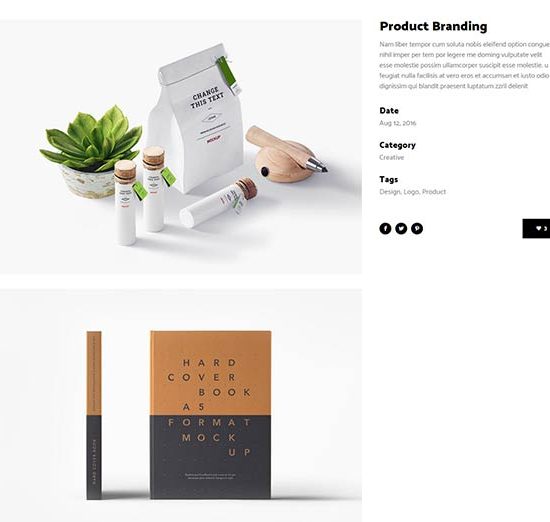 Product Branding
Nam liber tempor cum soluta nobis eleifend option congue
nihil imper per tem por legere me doming vulputate velit
esse molestie possim ullamcorper suscipit esse molestie. u
feugiat nulla facilisis at vero eros et accumsan et iusto odio
dignissim qui blandit praesent luptatum zzril delenit
Date
Aug 12, 2016
Category
Creative
Tags
Design, Logo, Product
3
CHANGE
THIS TEXT
MOCKUP
HARD
COVER
BOOK
A5
FORMAT
MOCK
UP
HARD COVER BOOK